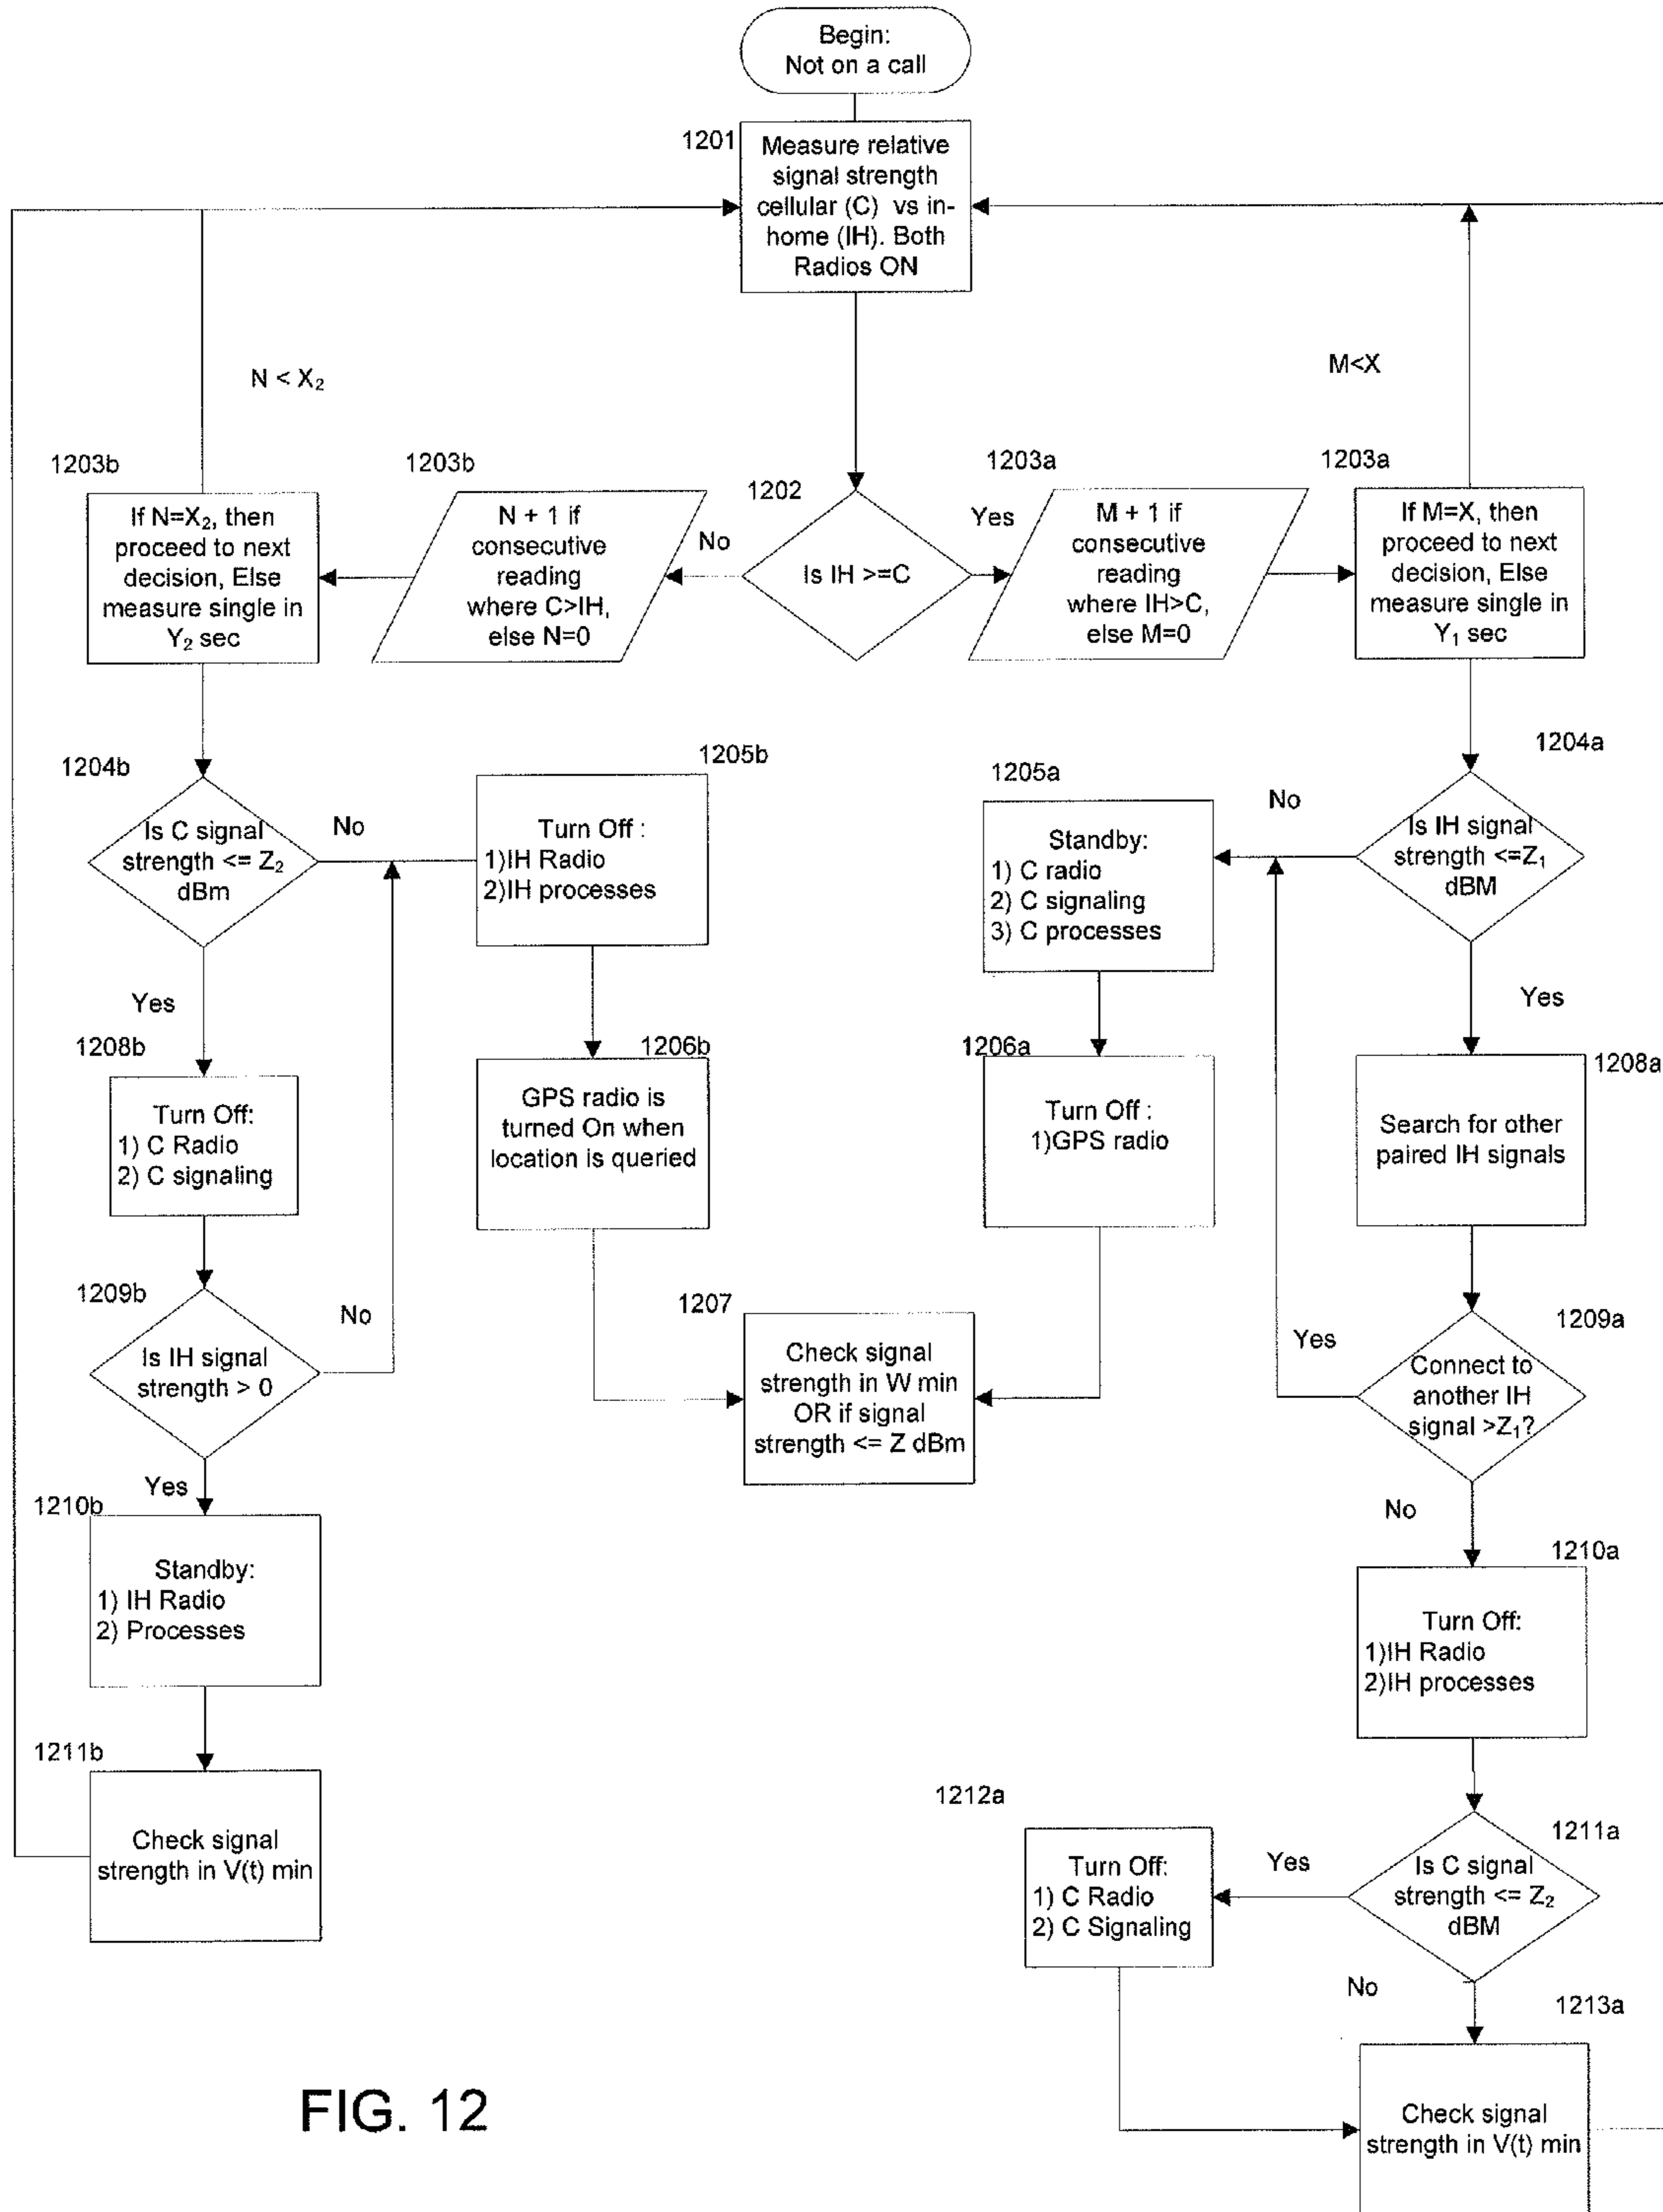 Begin:
Not on a call
1201
Measure relative
signal strength
cellular (C) vs in-
home (IH). Both
Radios ON
N < X₂
M<X
1203b
If N=X₂, then
proceed to next
decision, Else
measure single in
Y₂ sec
1203b
N + 1 if
consecutive
reading
where C>IH,
else N=0
No
1202
Is IH >=C
Yes
1203a
M + 1 if
consecutive
reading
where IH>C,
else M=0
1203a
If M=X, then
proceed to next
decision, Else
measure single in
Y₁ sec
1204b
Is C signal
strength <= Z₂
dBm
No
Yes
1205b
Turn Off :
1)IH Radio
2)IH processes
1205a
Standby:
1) C radio
2) C signaling
3) C processes
No
1204a
Is IH signal
strength <=Z₁
dBM
Yes
1208b
Turn Off:
1) C Radio
2) C signaling
1206b
GPS radio is
turned On when
location is queried
1206a
Turn Off :
1)GPS radio
1208a
Search for other
paired IH signals
1209b
Is IH signal
strength > 0
No
Yes
1207
Check signal
strength in W min
OR if signal
strength <= Z dBm
1209a
Connect to
another IH
signal >Z₁?
Yes
No
1210b
Standby:
1) IH Radio
2) Processes
1210a
Turn Off:
1)IH Radio
2)IH processes
1211b
Check signal
strength in V(t) min
1212a
Turn Off:
1) C Radio
2) C Signaling
Yes
1211a
Is C signal
strength <= Z₂
dBM
No
1213a
Check signal
strength in V(t) min
FIG. 12